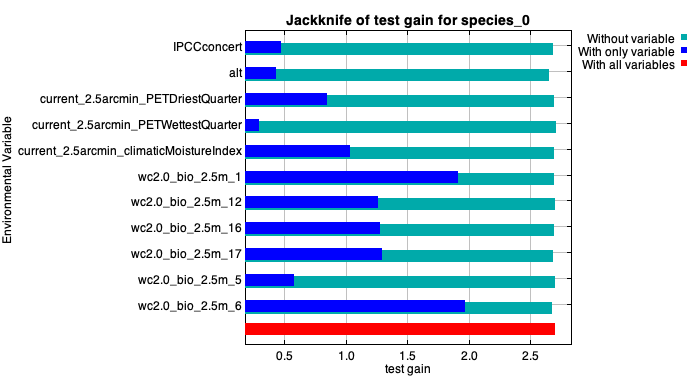 Jackknife of test gain for species_0
Without variable
With only variable
With all variables
Environmental Variable
IPCCconcert
alt
current_2.5arcmin_PETDriestQuarter
current_2.5arcmin_PETWettestQuarter
current_2.5arcmin_climaticMoistureIndex
wc2.0_bio_2.5m_1
wc2.0_bio_2.5m_12
wc2.0_bio_2.5m_16
wc2.0_bio_2.5m_17
wc2.0_bio_2.5m_5
wc2.0_bio_2.5m_6
0.5 1.0 1.5 2.0 2.5
test gain